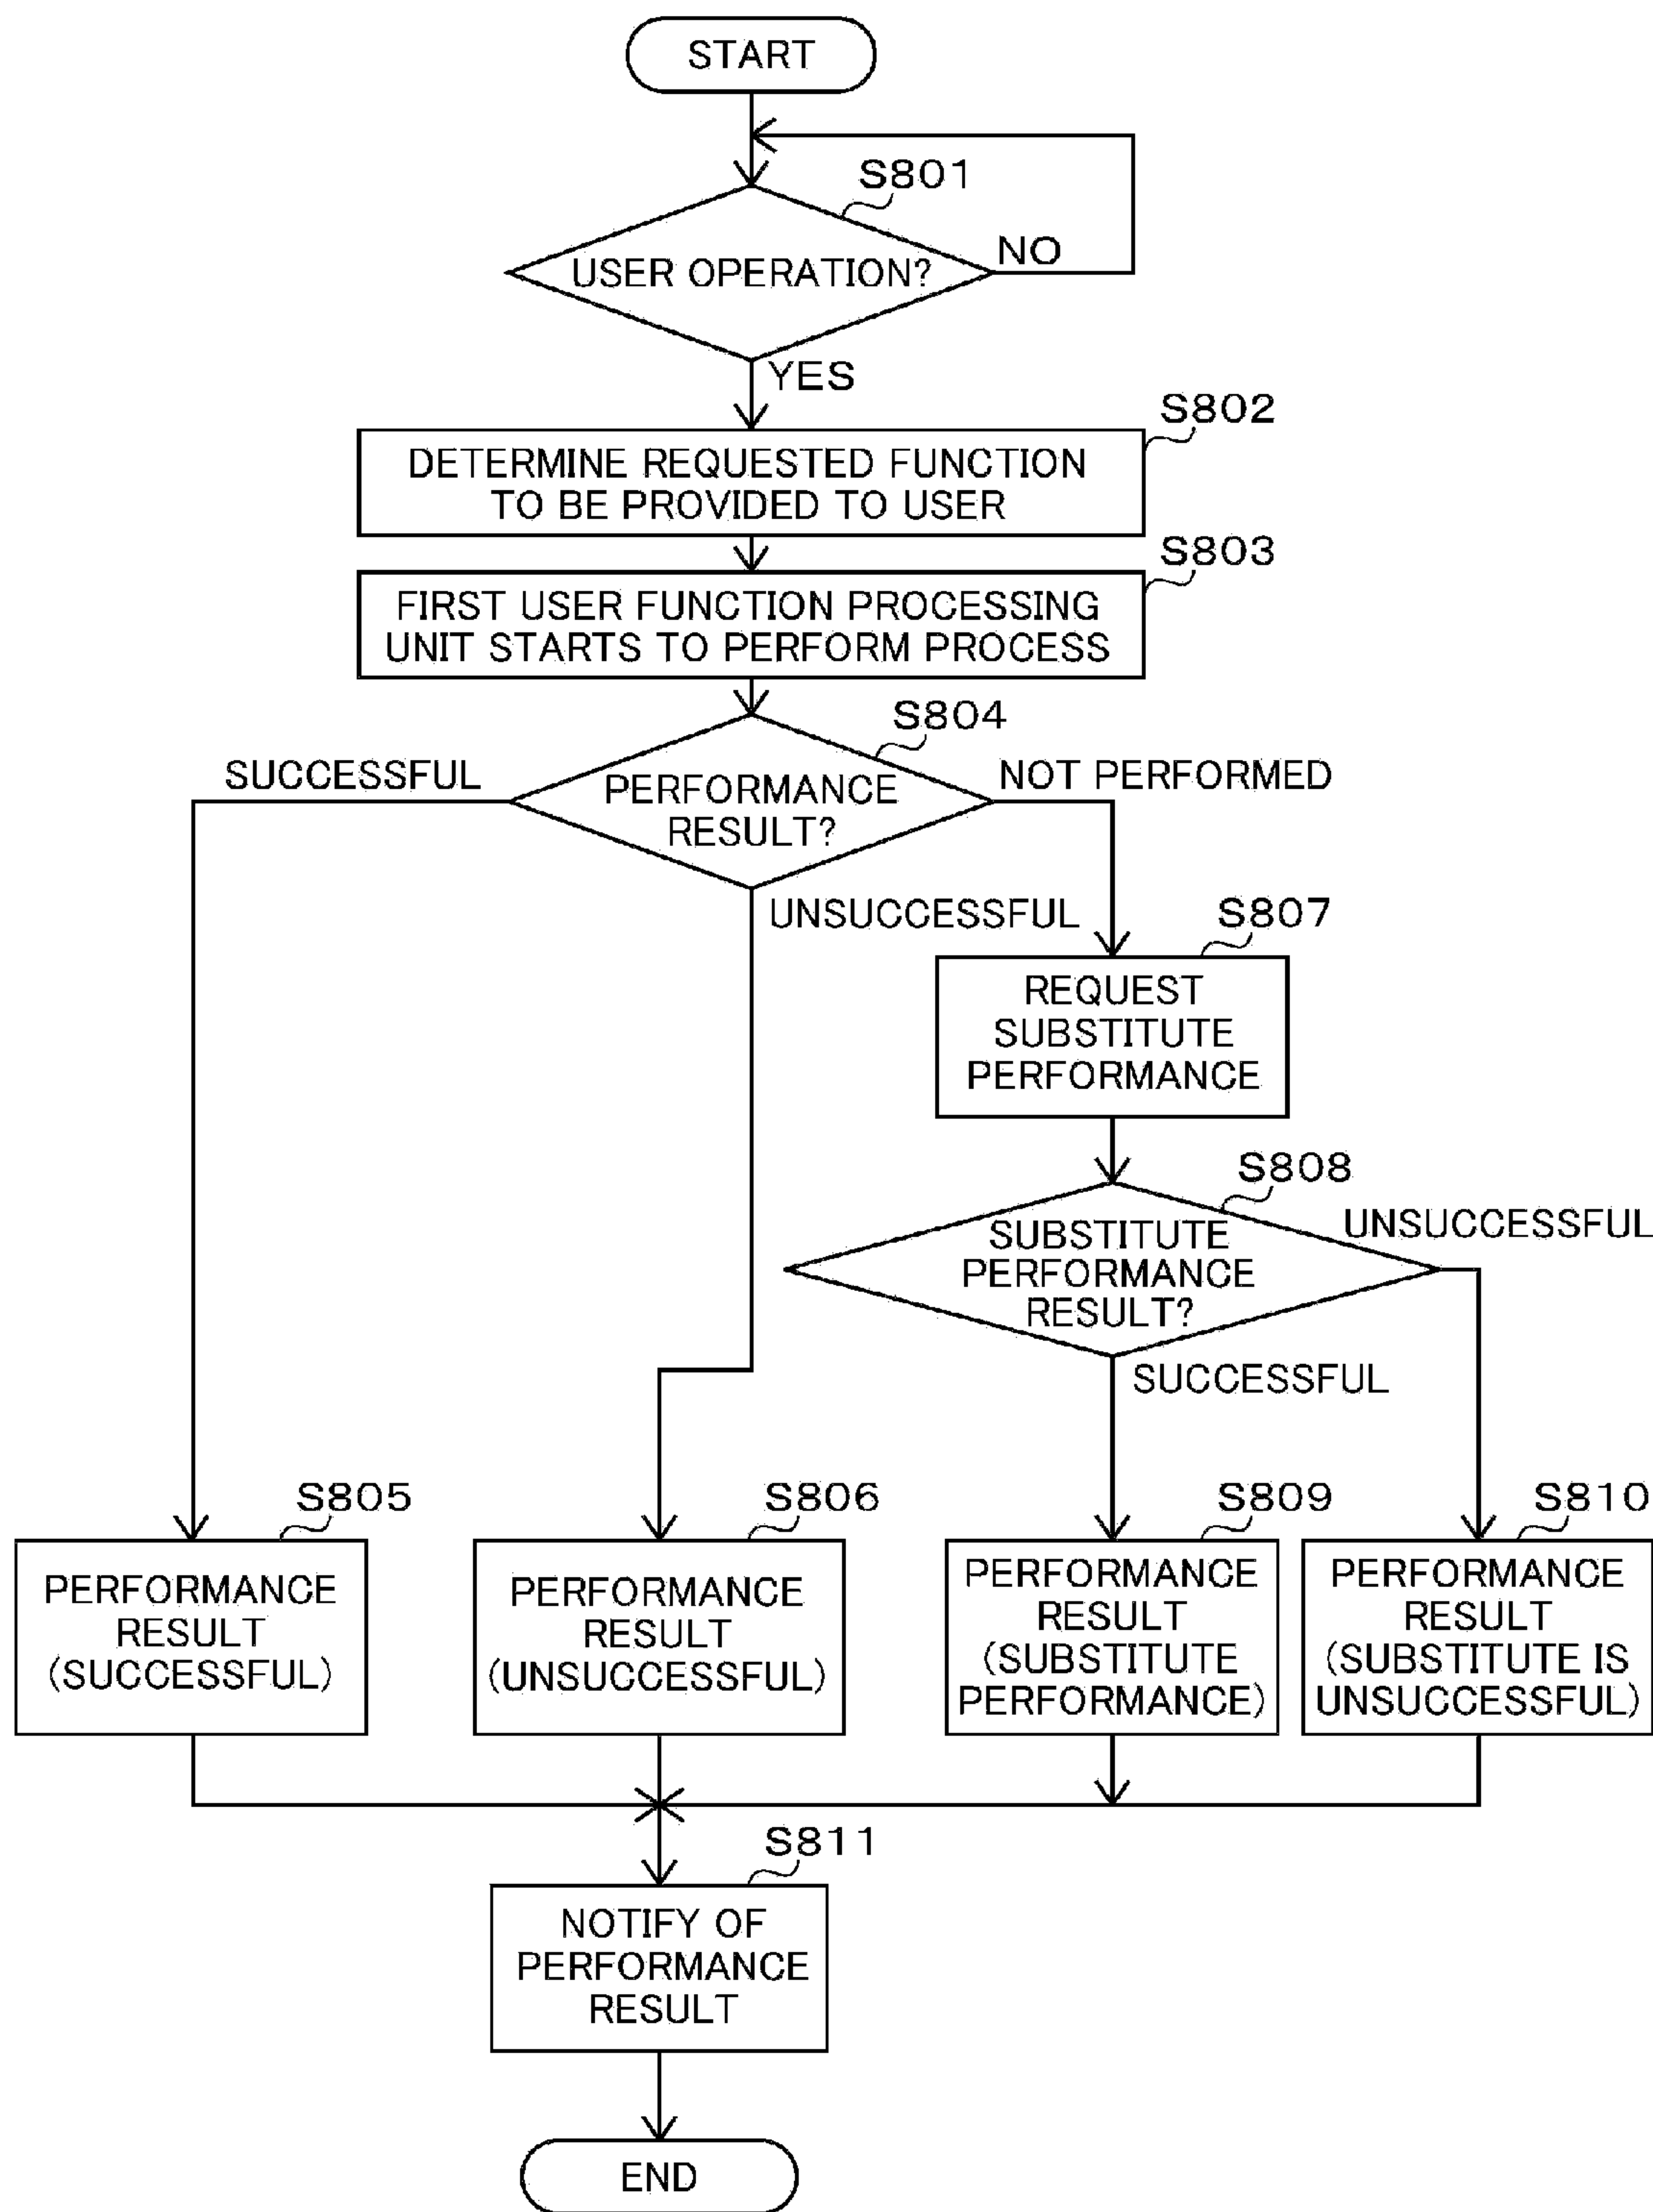 START
S801
USER OPERATION?
NO
YES
S802
DETERMINE REQUESTED FUNCTION
TO BE PROVIDED TO USER
S803
FIRST USER FUNCTION PROCESSING
UNIT STARTS TO PERFORM PROCESS
S804
SUCCESSFUL
PERFORMANCE
RESULT?
NOT PERFORMED
UNSUCCESSFUL
S807
REQUEST
SUBSTITUTE
PERFORMANCE
S808
SUBSTITUTE
PERFORMANCE
RESULT?
UNSUCCESSFUL
SUCCESSFUL
S805
PERFORMANCE
RESULT
(SUCCESSFUL)
S806
PERFORMANCE
RESULT
(UNSUCCESSFUL)
S809
PERFORMANCE
RESULT
(SUBSTITUTE
PERFORMANCE)
S810
PERFORMANCE
RESULT
(SUBSTITUTE IS
UNSUCCESSFUL)
S811
NOTIFY OF
PERFORMANCE
RESULT
END